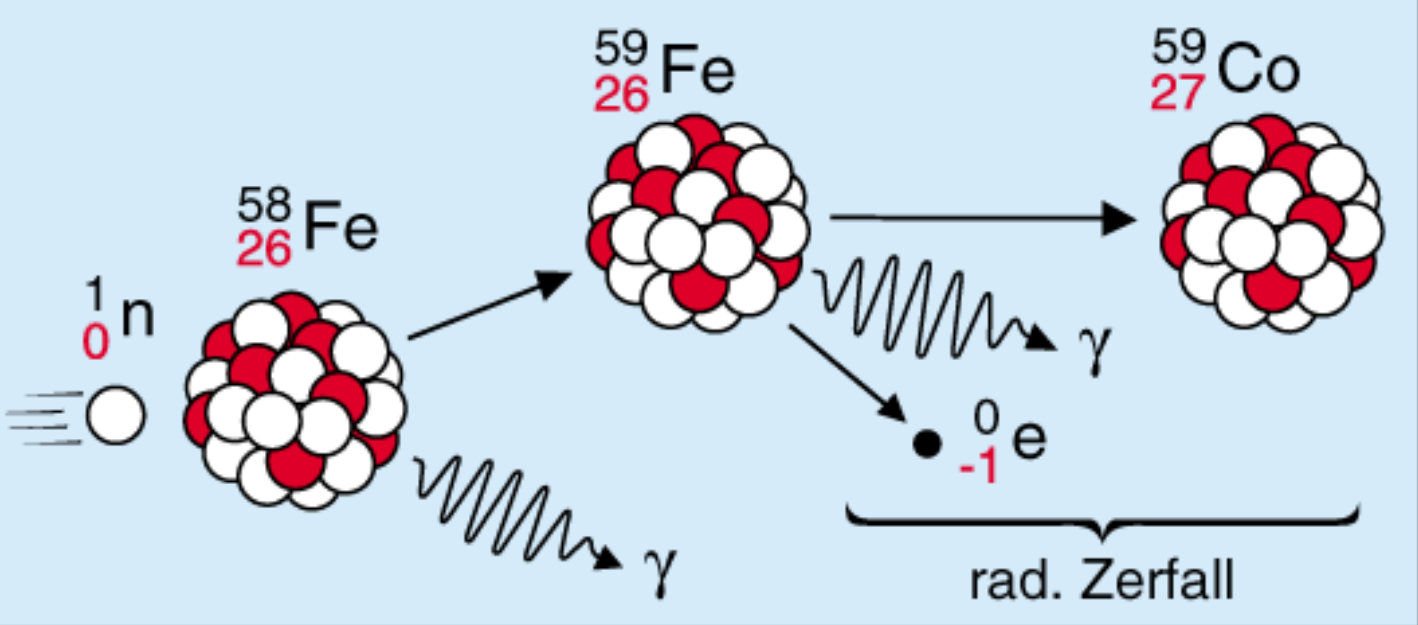 1
0 n
58
26 Fe
γ
59
26 Fe
γ
0
-1 e
59
27 Co
rad. Zerfall